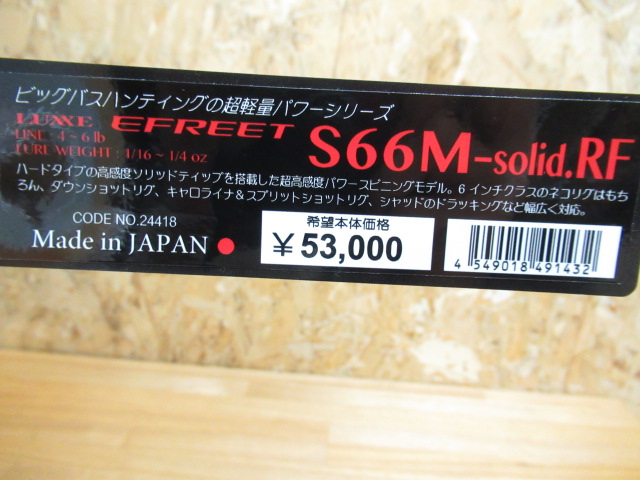 ビッグバスハンティングの超軽量パワーシリーズ
LUXXE EFREET S66M-solid.RF
LINE : 4~6 lb
LURE WEIGHT : 1/16~1/4 oz
ハードタイプの高感度ソリッドティップを搭載した超高感度パワースピニングモデル。6インチクラスのネコリグはもち
ろん、ダウンショットリグ、キャロライナ&スプリットショットリグ、シャッドのドラッキングなど幅広く対応。
CODE NO.24418
Made in JAPAN
希望本体価格
¥53,000
4 549018 491432